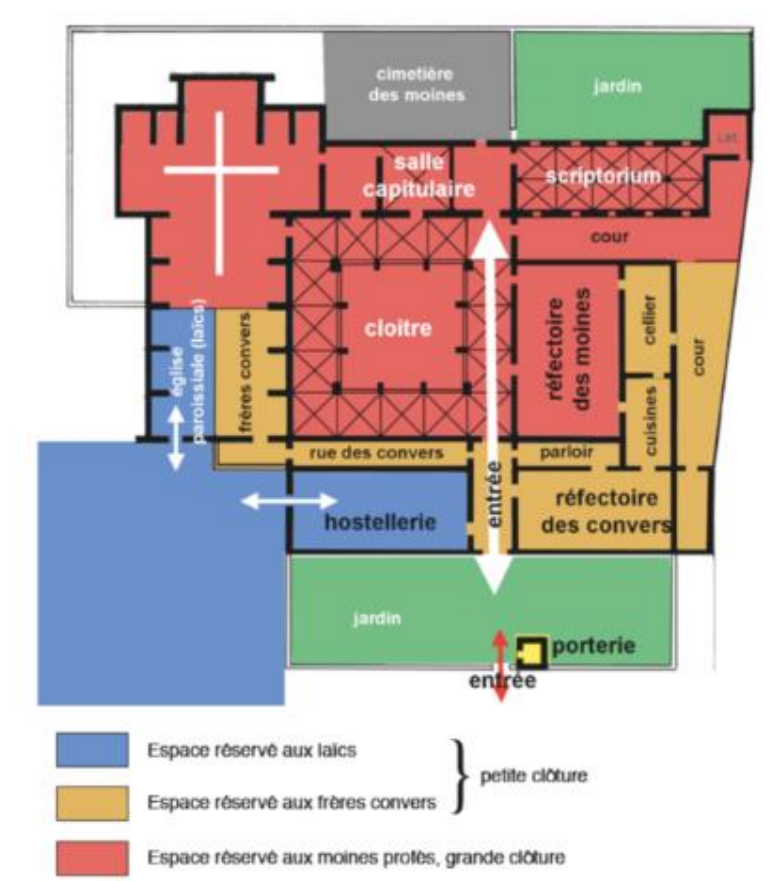 cimetière
des moines
jardin
Lat.
salle
capitulaire
scriptorium
cour
cloître
réfectoire
des moines
cellier
cour
église
paroissiale (laïcs)
frères convers
cuisines
rue des convers
parloir
entrée
hostellerie
réfectoire
des convers
jardin
porterie
entrée
Espace réservé aux laïcs
petite clôture
Espace réservé aux frères convers
Espace réservé aux moines profès, grande clôture